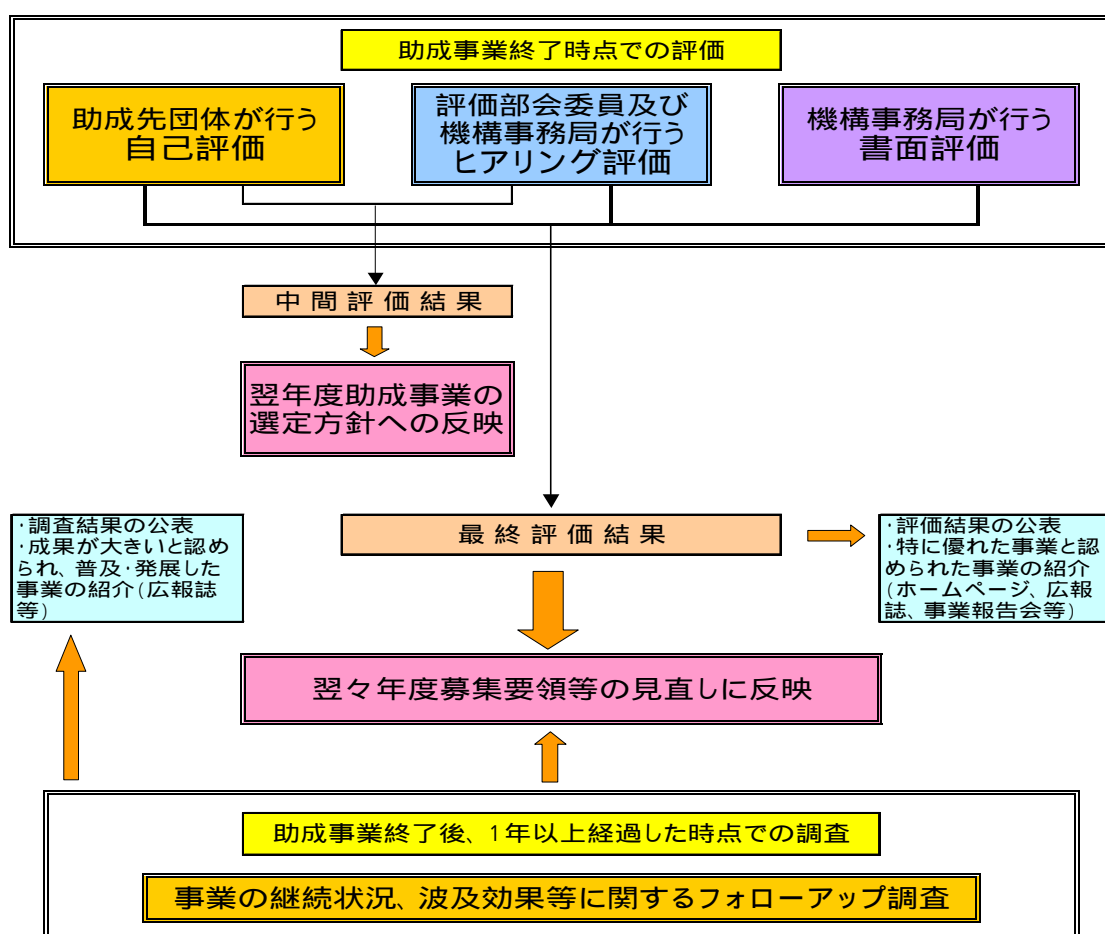 助成事業終了時点での評価
助成先団体が行う
自己評価
評価部会委員及び
機構事務局が行う
ヒアリング評価
機構事務局が行う
書面評価
中間評価結果
翌年度助成事業の
選定方針への反映
・調査結果の公表
・成果が大きいと認め
られ、普及・発展した
事業の紹介(広報誌
等)
最終評価結果
・評価結果の公表
・特に優れた事業と認
められた事業の紹介
(ホームページ、広報
誌、事業報告会等)
翌々年度募集要領等の見直しに反映
助成事業終了後、1年以上経過した時点での調査
事業の継続状況、波及効果等に関するフォローアップ調査